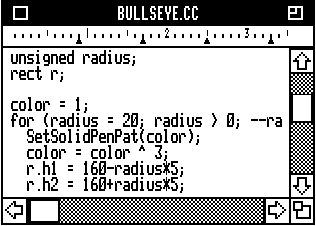 BULLSEYE.CC
2 3
unsigned radius;
rect r;
color = 1;
for (radius = 20; radius > 0; --ra
SetSolidPenPat(color);
color = color ^ 3;
r.h1 = 160-radius*5;
r.h2 = 160+radius*5;